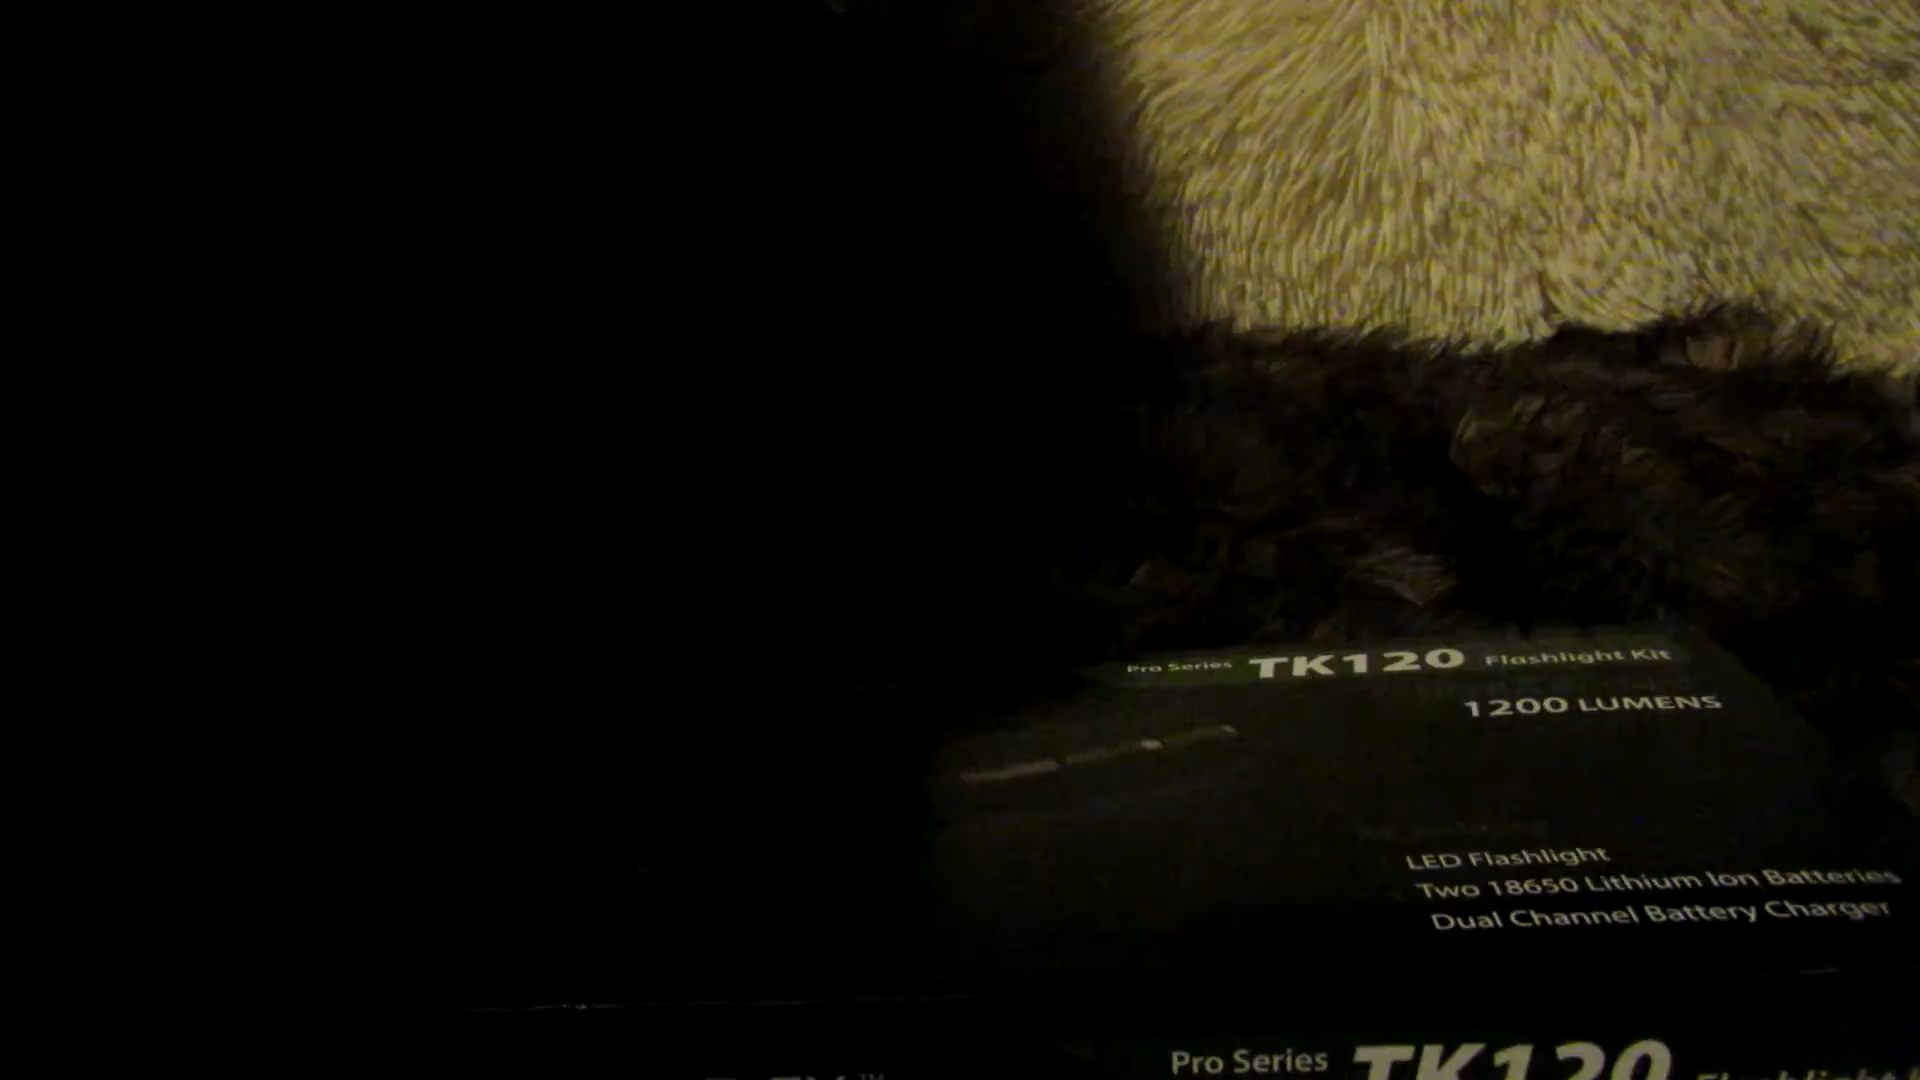 Pro Series TK120 Flashlight Kit
1200 LUMENS
LED Flashlight
Two 18650 Lithium Ion Batteries
Dual Channel Battery Charger
Pro Series TK120 Flashlight